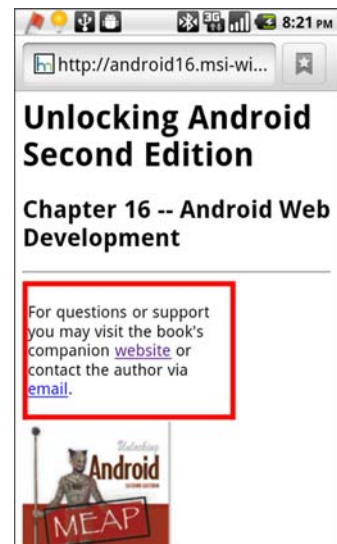 3G 8:21 PM
http://android16.msi-wi...
Unlocking Android
Second Edition
Chapter 16 -- Android Web
Development
For questions or support
you may visit the book's
companion website or
contact the author via
email.
Unlocking
Android
SECOND EDITION
MEAP